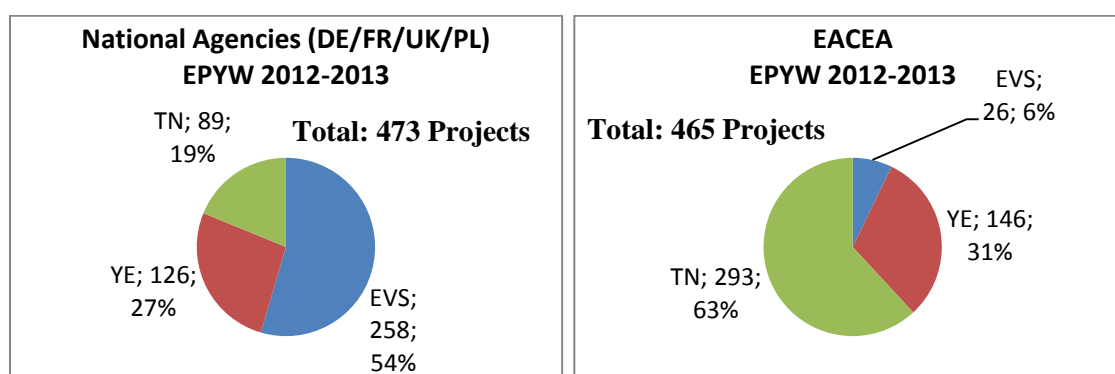 National Agencies (DE/FR/UK/PL)
EPYW 2012-2013
TN; 89;
19%
Total: 473 Projects
YE; 126;
27%
EVS;
258;
54%
EACEA
EPYW 2012-2013
EVS;
26; 6%
Total: 465 Projects
YE; 146;
31%
TN; 293;
63%